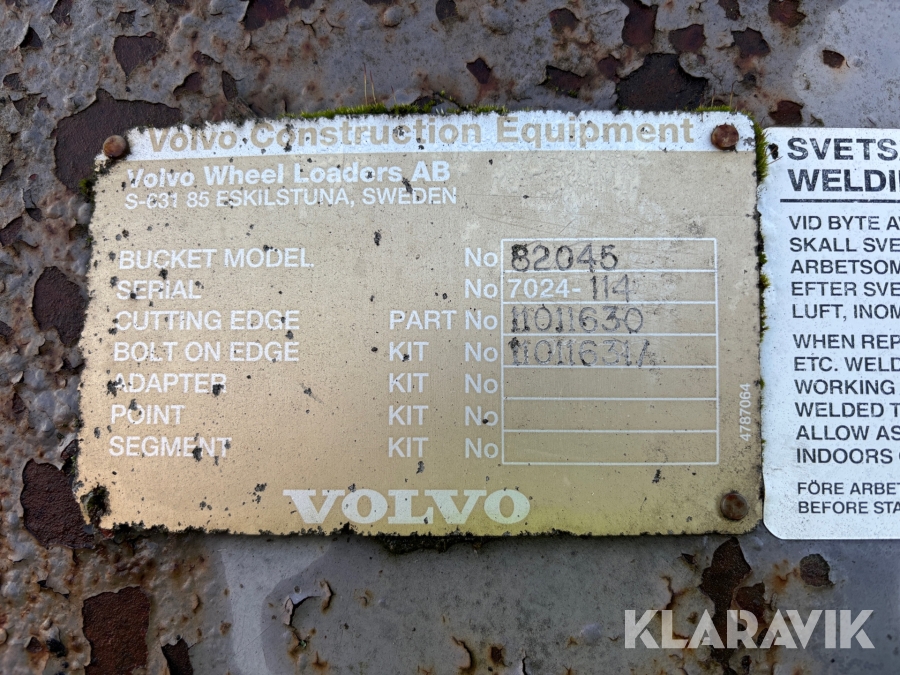 Volvo Construction Equipment
Volvo Wheel Loaders AB
S-631 85 ESKILSTUNA, SWEDEN
BUCKET MODEL No 82045
SERIAL No 7024-114
CUTTING EDGE PART No 11011630
BOLT ON EDGE KIT No 11011631A
ADAPTER KIT No
POINT KIT No
SEGMENT KIT No
4787064
VOLVO
SVETSA
WELDI
VID BYTE AV
SKALL SVE
ARBETSOM
EFTER SVE
LUFT, INOM
WHEN REP
ETC. WELD
WORKING
WELDED T
ALLOW AS
INDOORS O
FÖRE ARBET
BEFORE STA
KLARAVIK